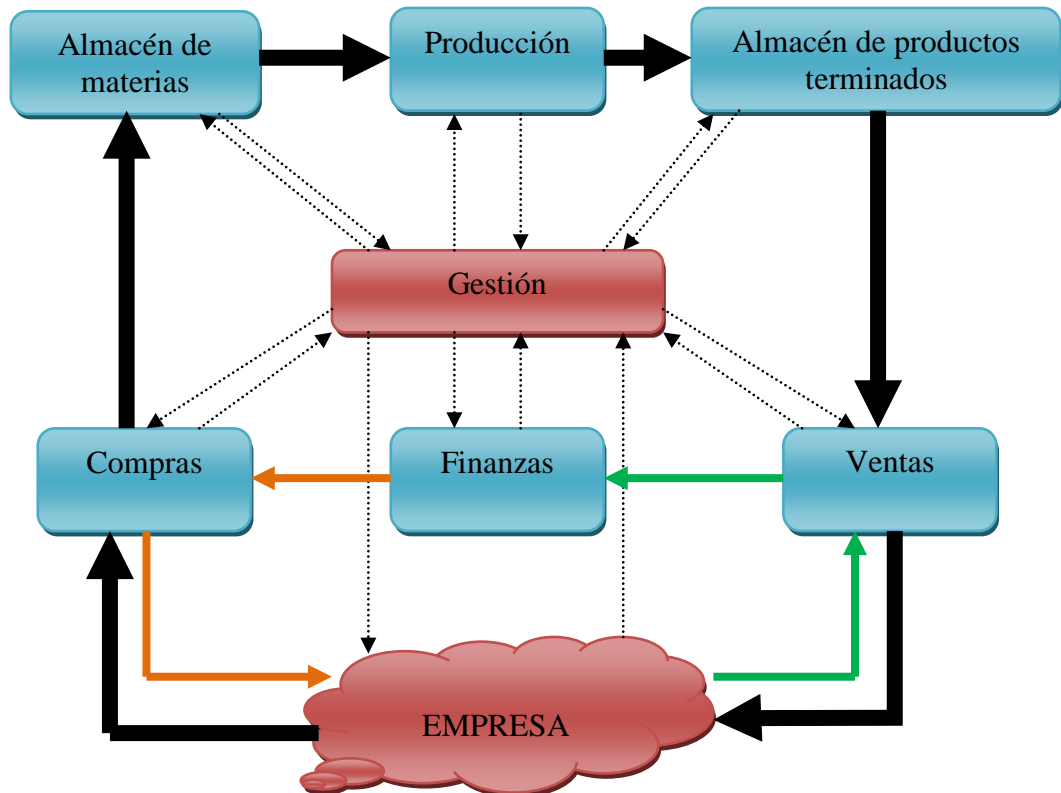 Almacén de
materias
Producción
Almacén de productos
terminados
Gestión
Compras
Finanzas
Ventas
EMPRESA